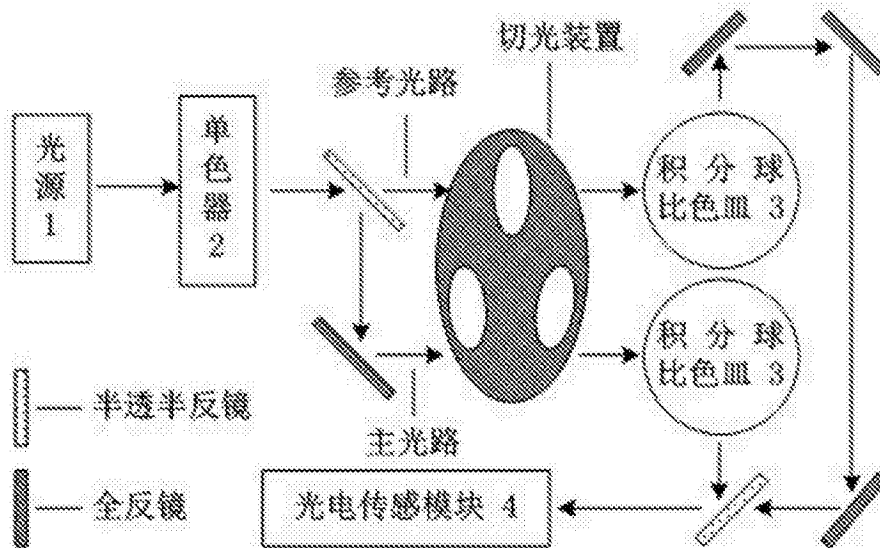 切光装置
参考光路
光源 1
单色器 2
积 分 球
比色皿 3
积 分 球
比色皿 3
半透半反镜
主光路
全反镜
光电传感模块 4